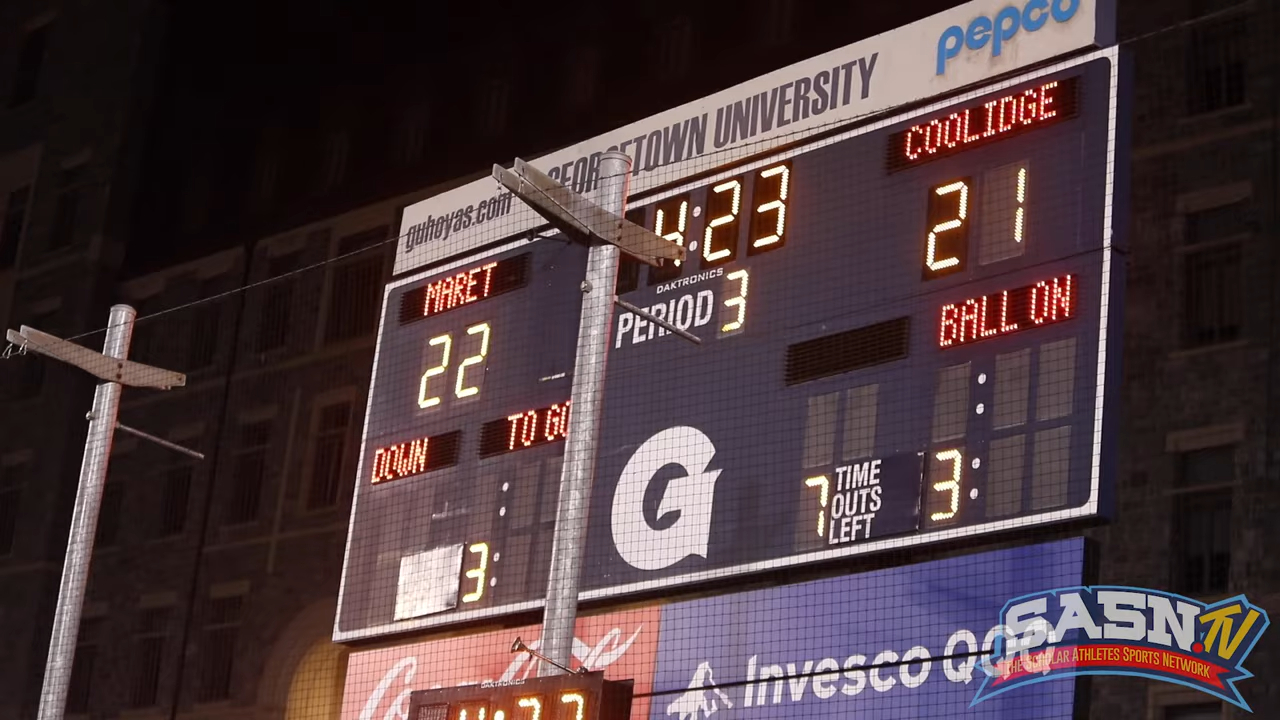 pepco
GEORGETOWN UNIVERSITY
guhoyas.com
COOLIDGE
4:23
21
MARET
DAKTRONICS
PERIOD 3
22
BALL ON
TO GO
DOWN
G
7 TIME OUTS LEFT 3
3
Invesco QQQ
DAKTRONICS
SASN.TV
THE SCHOLAR ATHLETES SPORTS NETWORK